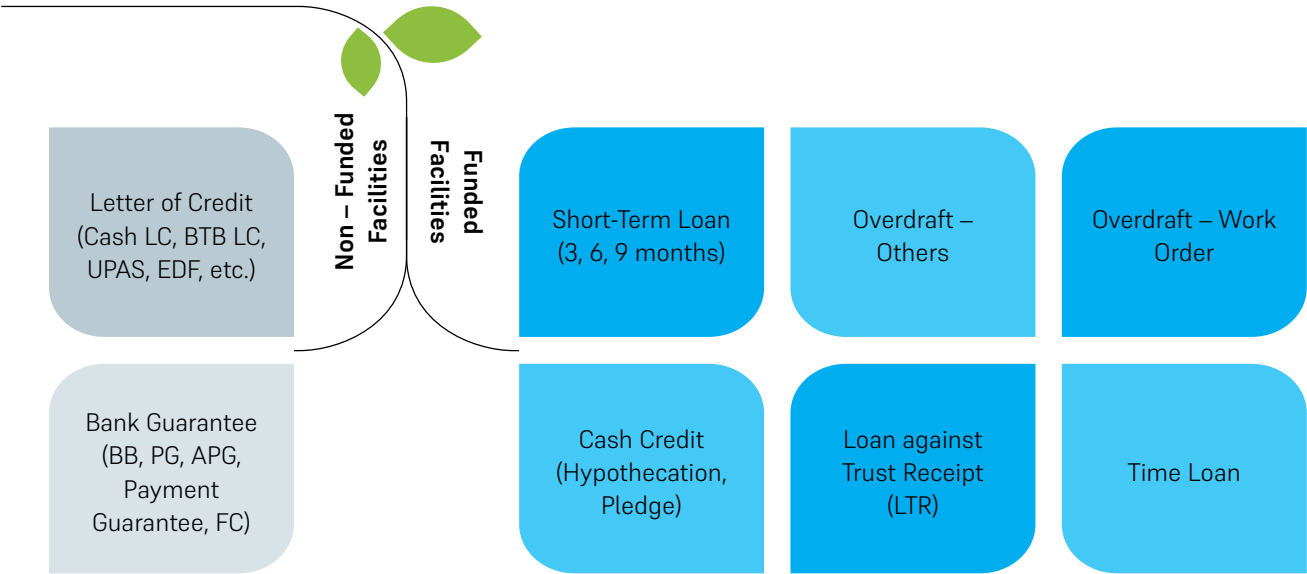 Non – Funded
Facilities
Letter of Credit
(Cash LC, BTB LC,
UPAS, EDF, etc.)
Bank Guarantee
(BB, PG, APG,
Payment
Guarantee, FC)
Funded
Facilities
Short-Term Loan
(3, 6, 9 months)
Overdraft –
Others
Overdraft – Work
Order
Cash Credit
(Hypothecation,
Pledge)
Loan against
Trust Receipt
(LTR)
Time Loan